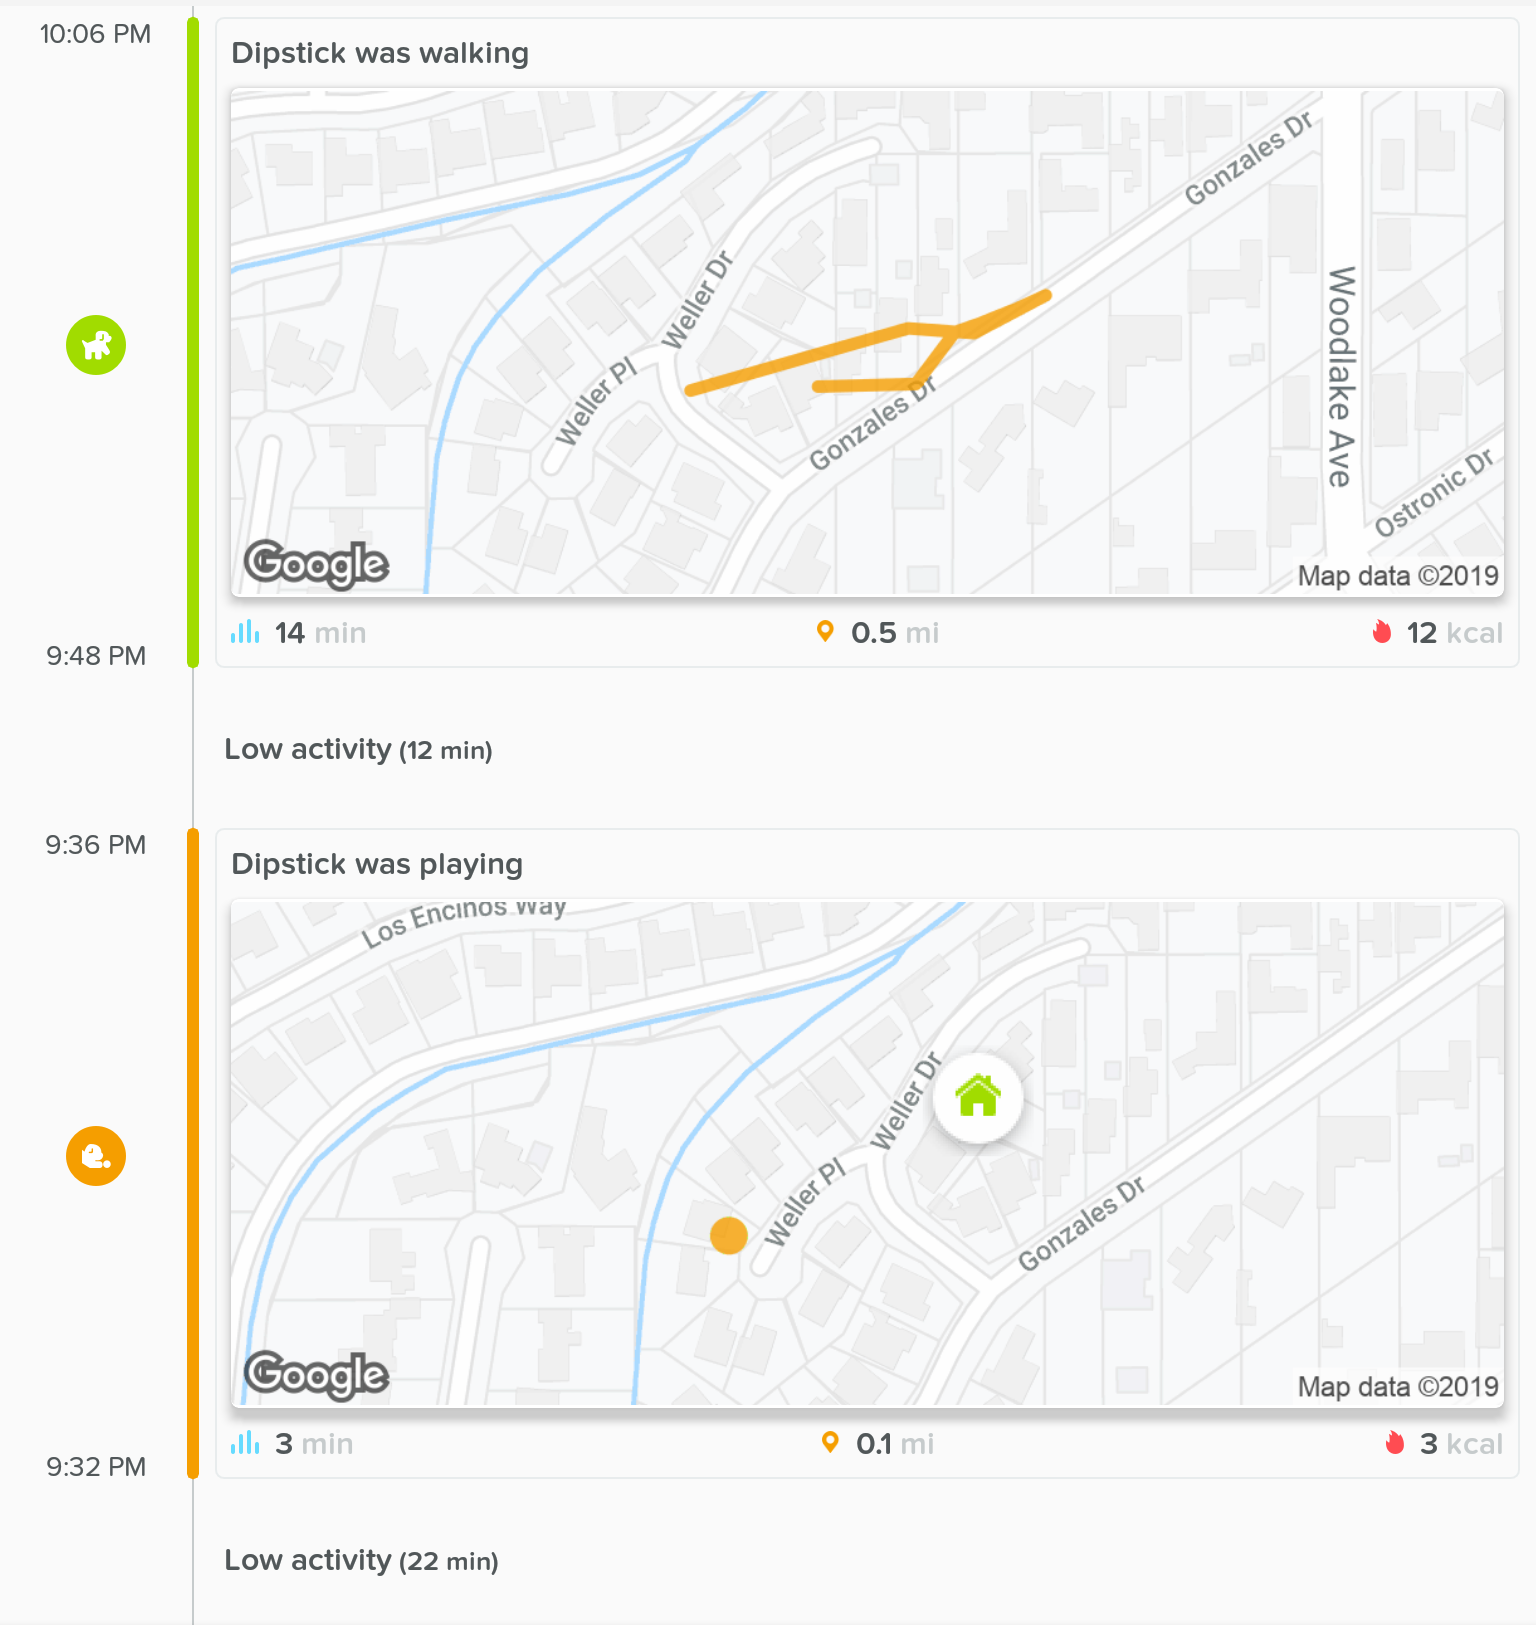 10:06 PM
Dipstick was walking
Gonzales Dr
Weller Dr
Woodlake Ave
Weller Pl
Gonzales Dr
Ostronic Dr
Google
Map data ©2019
14 min
0.5 mi
12 kcal
9:48 PM
Low activity (12 min)
9:36 PM
Dipstick was playing
Los Encinos Way
Weller Dr
Weller Pl
Gonzales Dr
Google
Map data ©2019
3 min
0.1 mi
3 kcal
9:32 PM
Low activity (22 min)